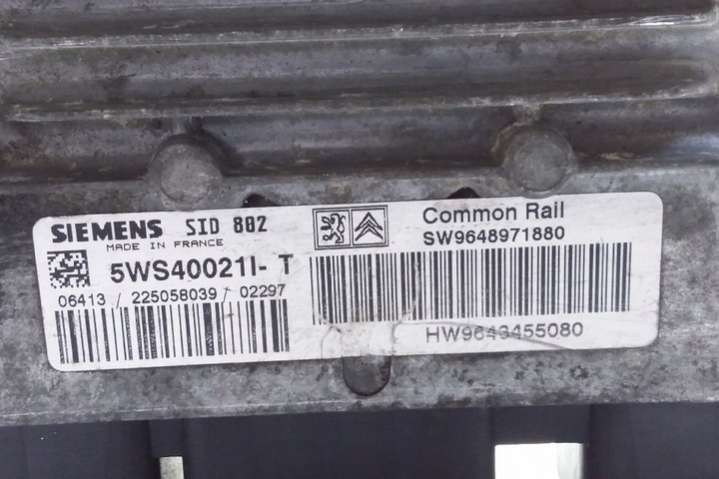 SIEMENS SID 802
MADE IN FRANCE
5WS40021I- T
06413 / 225058039 / 02297
Common Rail
SW9648971880
HW9643455080